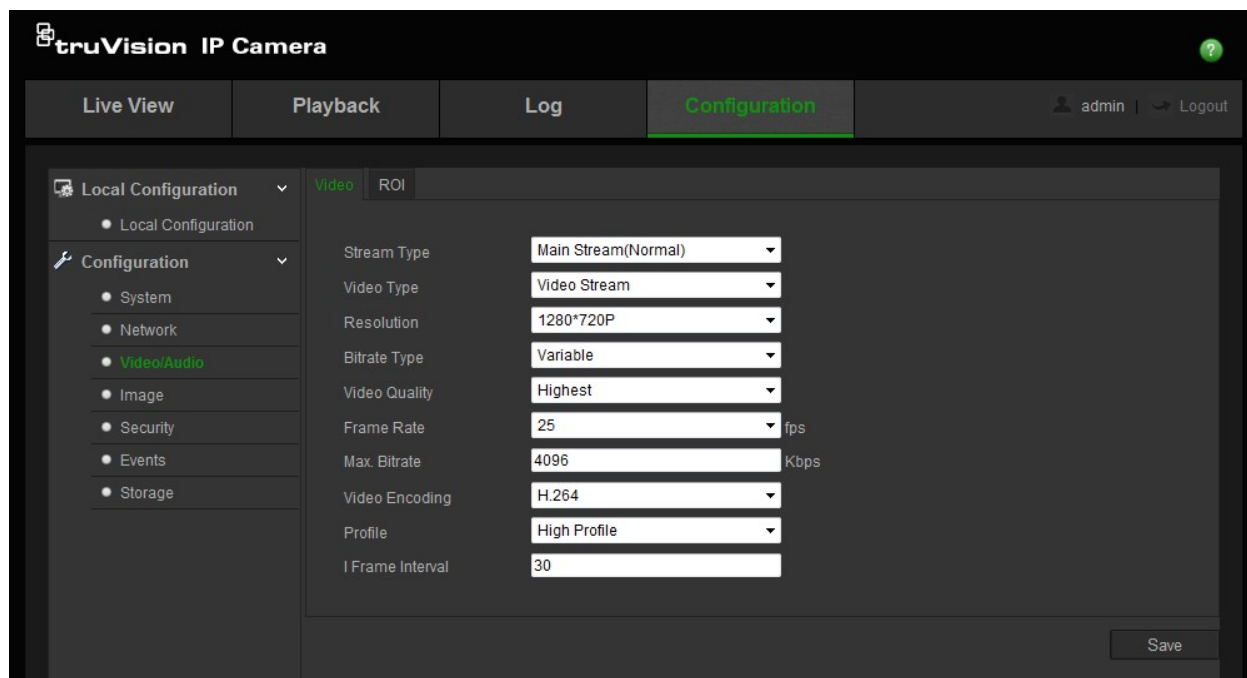 truVision IP Camera
?
Live View Playback Log Configuration admin | Logout
Local Configuration
Local Configuration
Configuration
System
Network
Video/Audio
Image
Security
Events
Storage
Video ROI
Stream Type Main Stream(Normal)
Video Type Video Stream
Resolution 1280*720P
Bitrate Type Variable
Video Quality Highest
Frame Rate 25 fps
Max. Bitrate 4096 Kbps
Video Encoding H.264
Profile High Profile
I Frame Interval 30
Save